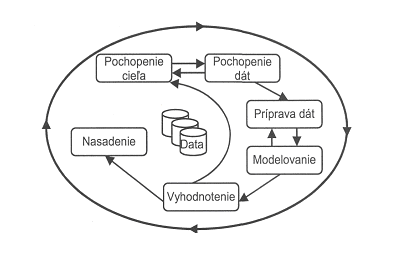 Pochopenie
cieľa
Pochopenie
dát
Príprava dát
Data
Nasadenie
Modelovanie
Vyhodnotenie